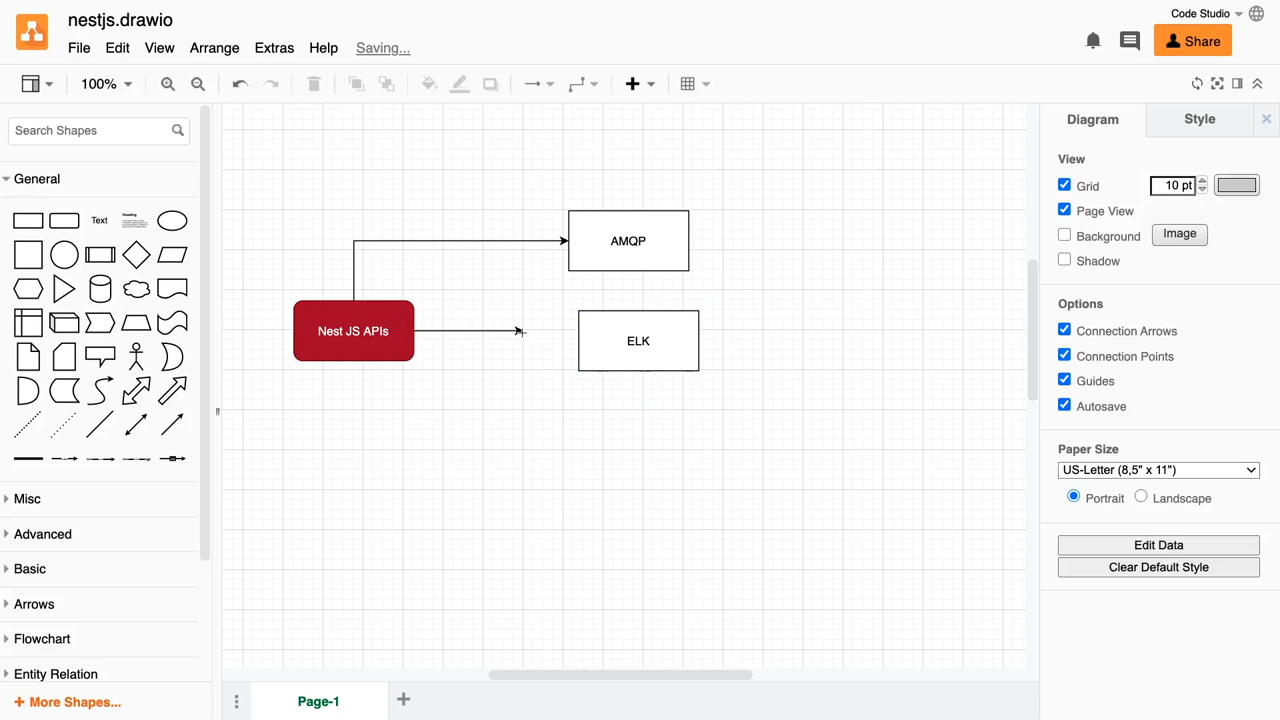 nestjs.drawio
Code Studio
File Edit View Arrange Extras Help Saving...
Share
100%
Search Shapes
General
Text
Heading
Misc
Advanced
Basic
Arrows
Flowchart
Entity Relation
+ More Shapes...
AMQP
Nest JS APIs
ELK
Page-1
Diagram Style
View
Grid 10 pt
Page View
Background Image
Shadow
Options
Connection Arrows
Connection Points
Guides
Autosave
Paper Size
US-Letter (8,5" x 11")
Portrait Landscape
Edit Data
Clear Default Style